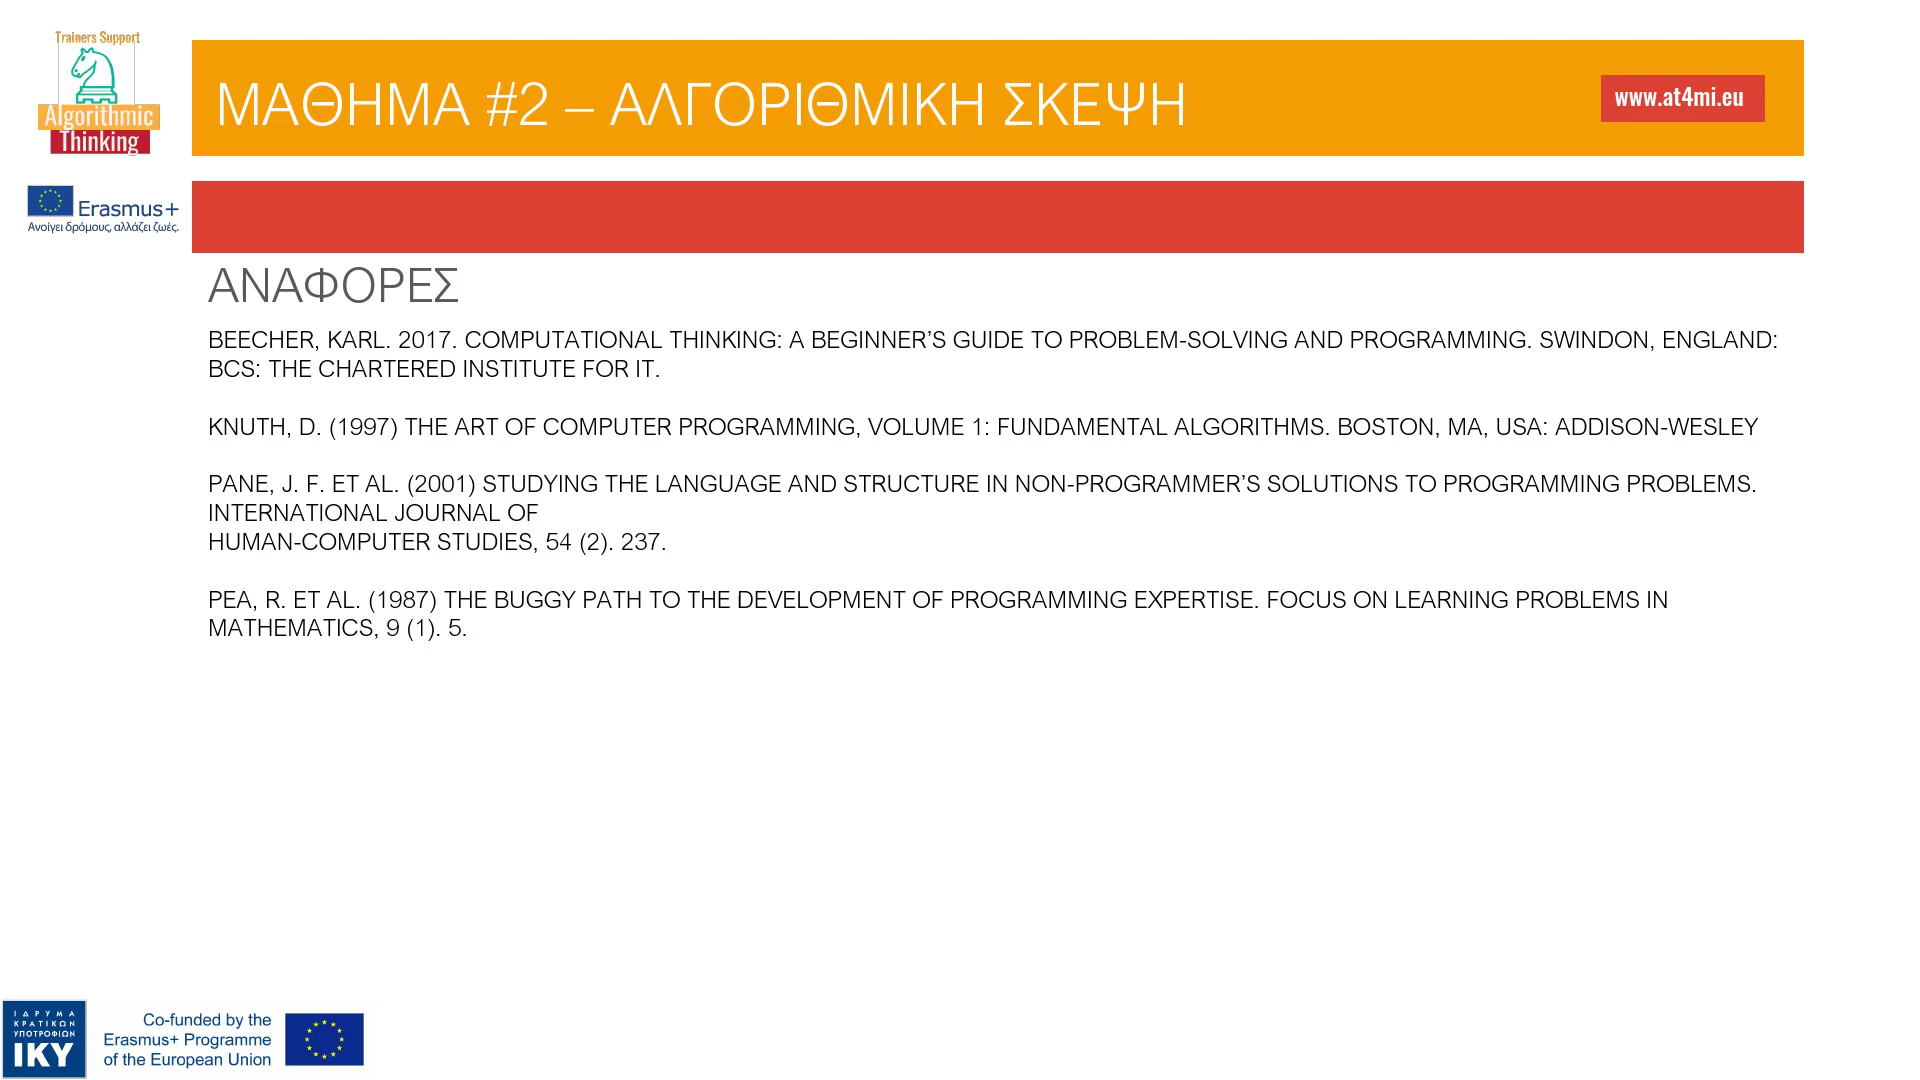 Trainers Support
Algorithmic
Thinking
ΜΑΘΗΜΑ #2 – ΑΛΓΟΡΙΘΜΙΚΗ ΣΚΕΨΗ
www.at4mi.eu
Erasmus+
Ανοίγει δρόμους, αλλάζει ζωές.
ΑΝΑΦΟΡΕΣ
BEECHER, KARL. 2017. COMPUTATIONAL THINKING: A BEGINNER’S GUIDE TO PROBLEM-SOLVING AND PROGRAMMING. SWINDON, ENGLAND:
BCS: THE CHARTERED INSTITUTE FOR IT.
KNUTH, D. (1997) THE ART OF COMPUTER PROGRAMMING, VOLUME 1: FUNDAMENTAL ALGORITHMS. BOSTON, MA, USA: ADDISON-WESLEY
PANE, J. F. ET AL. (2001) STUDYING THE LANGUAGE AND STRUCTURE IN NON-PROGRAMMER’S SOLUTIONS TO PROGRAMMING PROBLEMS.
INTERNATIONAL JOURNAL OF
HUMAN-COMPUTER STUDIES, 54 (2). 237.
PEA, R. ET AL. (1987) THE BUGGY PATH TO THE DEVELOPMENT OF PROGRAMMING EXPERTISE. FOCUS ON LEARNING PROBLEMS IN
MATHEMATICS, 9 (1). 5.
ΙΔΡΥΜΑ
ΚΡΑΤΙΚΩΝ
ΥΠΟΤΡΟΦΙΩΝ
IKY
Co-funded by the
Erasmus+ Programme
of the European Union